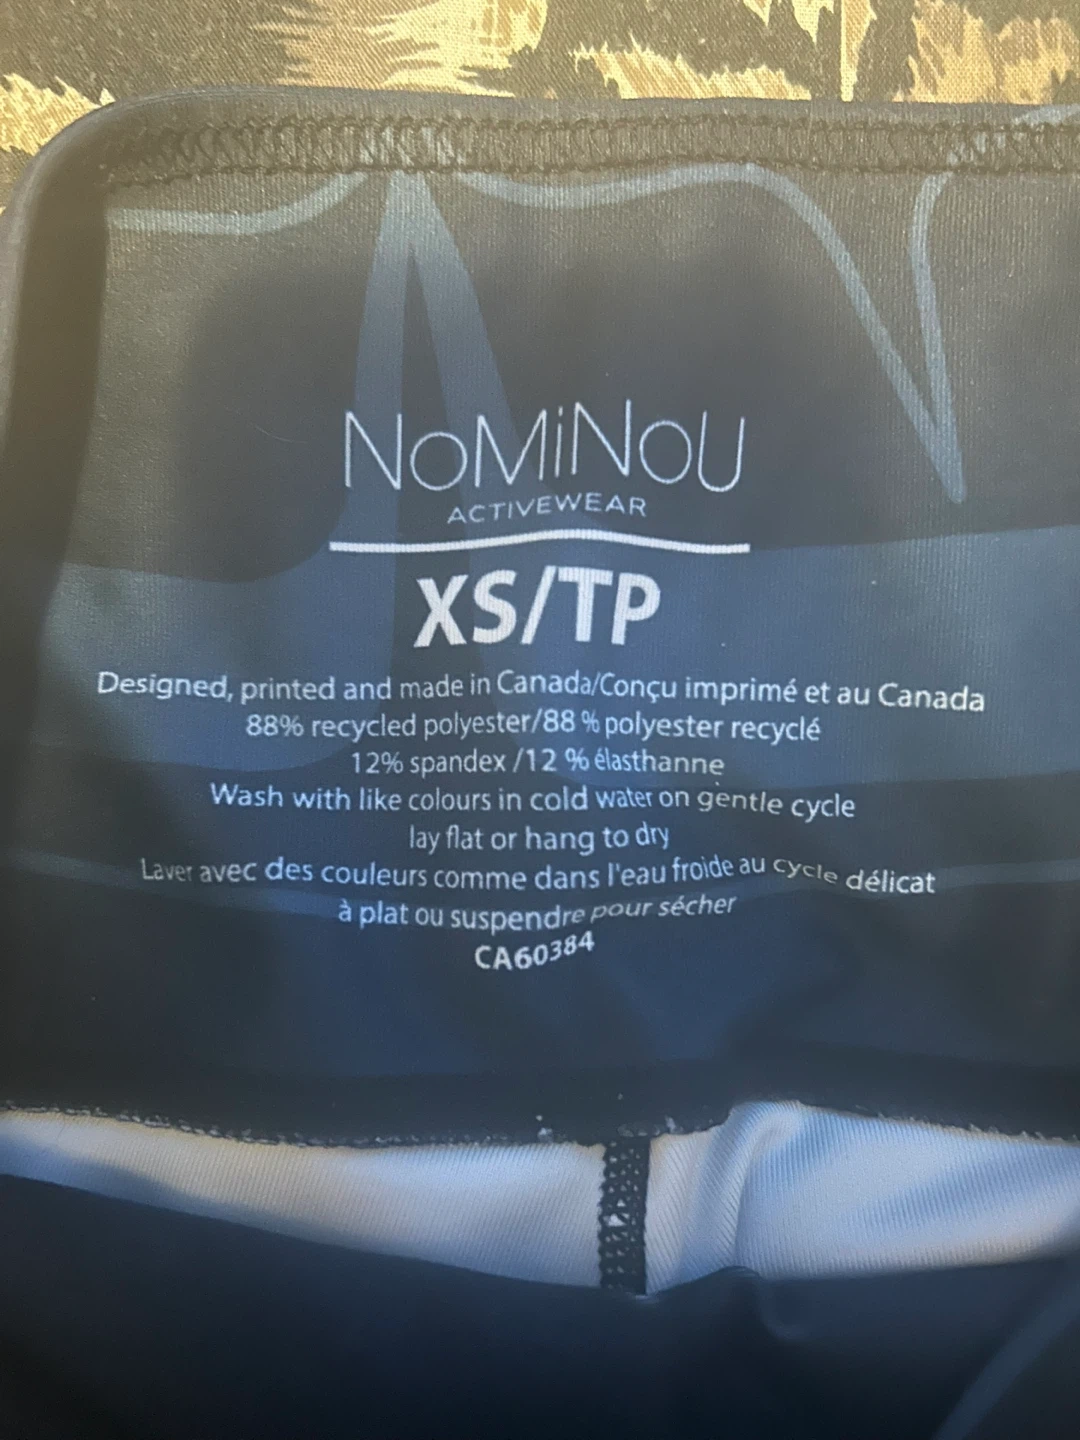 NoMiNoU
ACTIVEWEAR
XS/TP
Designed, printed and made in Canada/Conçu imprimé et au Canada
88% recycled polyester/88 % polyester recyclé
12% spandex /12 % élasthanne
Wash with like colours in cold water on gentle cycle
lay flat or hang to dry
Laver avec des couleurs comme dans l'eau froide au cycle délicat
à plat ou suspendre pour sécher
CA60384